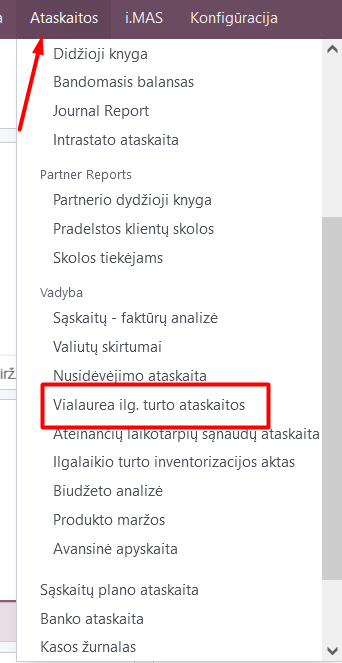 a
Ataskaitos
i.MAS
Konfigūracija
Didžioji knyga
Bandomasis balansas
Journal Report
Intrastato ataskaita
Partner Reports
Partnerio dydžioji knyga
Pradelstos klientų skolos
Skolos tiekėjams
Vadyba
Sąskaitų - faktūrų analizė
Valiutų skirtumai
Nusidėvėjimo ataskaita
Vialaurea ilg. turto ataskaitos
Ateinančių laikotarpių sąnaudų ataskaita
Ilgalaikio turto inventorizacijos aktas
Biudžeto analizė
Produkto maržos
Avansinė apyskaita
Sąskaitų plano ataskaita
Banko ataskaita
Kasos žurnalas